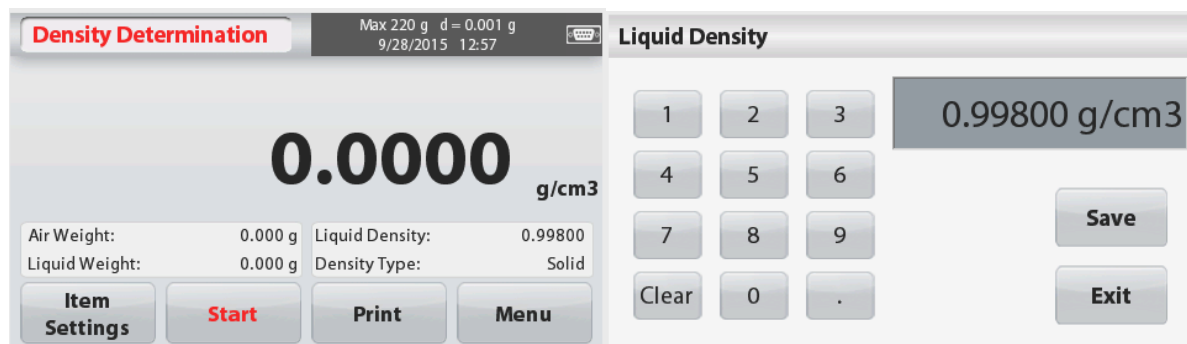 Density Determination
Max 220 g d = 0.001 g
9/28/2015 12:57
0.0000 g/cm3
Air Weight: 0.000 g Liquid Density: 0.99800
Liquid Weight: 0.000 g Density Type: Solid
Item Settings Start Print Menu
Liquid Density
0.99800 g/cm3
1 2 3
4 5 6
7 8 9
Clear 0 .
Save
Exit